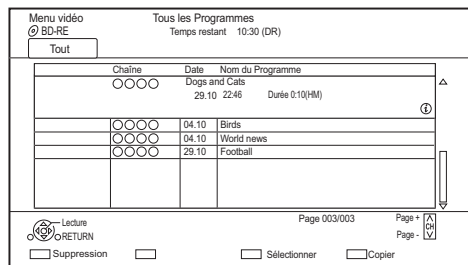 Menu vidéo Tous les Programmes
BD-RE Temps restant 10:30 (DR)
Tout
Chaîne Date Nom du Programme
Dogs and Cats
29.10 22:46 Durée 0:10(HM)
i
04.10 Birds
04.10 World news
29.10 Football
Lecture Page 003/003 Page +
CH
RETURN Page -
Suppression Sélectionner Copier